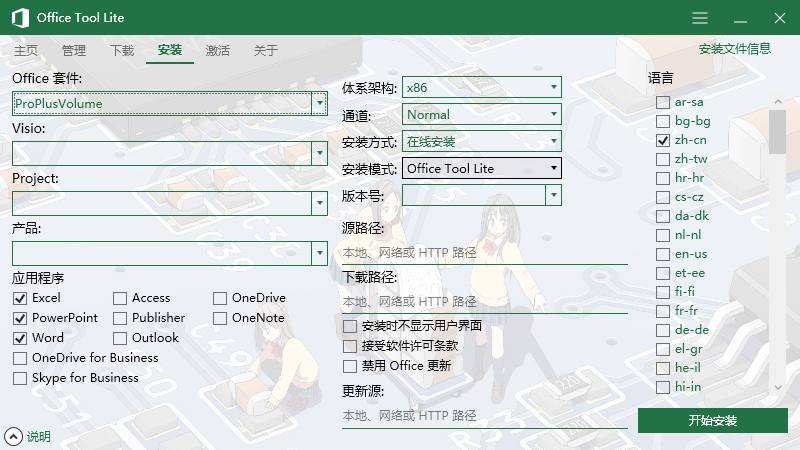 Office Tool Lite
主页 管理 下载 安装 激活 关于 安装文件信息
Office 套件:
ProPlusVolume
Visio:
Project:
产品:
应用程序
Excel Access OneDrive
PowerPoint Publisher OneNote
Word Outlook
OneDrive for Business
Skype for Business
说明
体系架构: x86
通道: Normal
安装方式: 在线安装
安装模式: Office Tool Lite
版本号:
源路径:
本地、网络或 HTTP 路径
下载路径:
本地、网络或 HTTP 路径
安装时不显示用户界面
接受软件许可条款
禁用 Office 更新
更新源:
本地、网络或 HTTP 路径
语言
ar-sa
bg-bg
zh-cn
zh-tw
hr-hr
cs-cz
da-dk
nl-nl
en-us
et-ee
fi-fi
fr-fr
de-de
el-gr
he-il
hi-in
开始安装